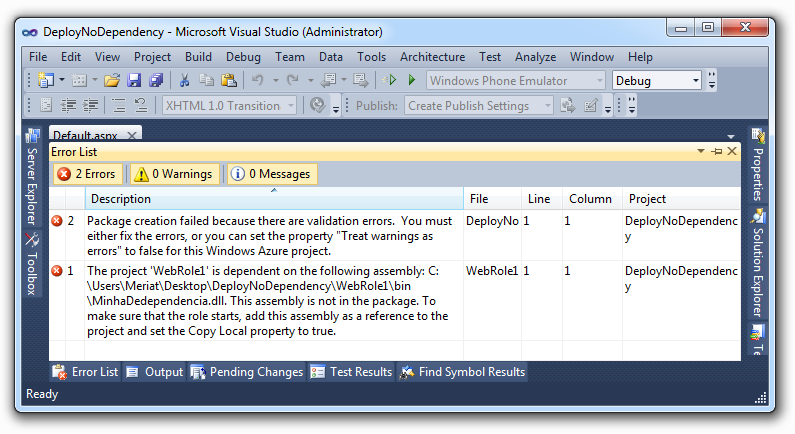 DeployNoDependency - Microsoft Visual Studio (Administrator)
File Edit View Project Build Debug Team Data Tools Architecture Test Analyze Window Help
Windows Phone Emulator Debug
XHTML 1.0 Transition Publish: Create Publish Settings
Default.aspx
Server Explorer
Toolbox
Error List
2 Errors 0 Warnings 0 Messages
Description File Line Column Project
2 Package creation failed because there are validation errors.  You must DeployNo 1 1 DeployNoDependenc
either fix the errors, or you can set the property "Treat warnings as y
errors" to false for this Windows Azure project.
1 The project 'WebRole1' is dependent on the following assembly: C: WebRole1 1 1 DeployNoDependenc
\Users\Meriat\Desktop\DeployNoDependency\WebRole1\bin y
\MinhaDedependencia.dll. This assembly is not in the package. To
make sure that the role starts, add this assembly as a reference to the
project and set the Copy Local property to true.
Properties
Solution Explorer
Error List Output Pending Changes Test Results Find Symbol Results
Ready